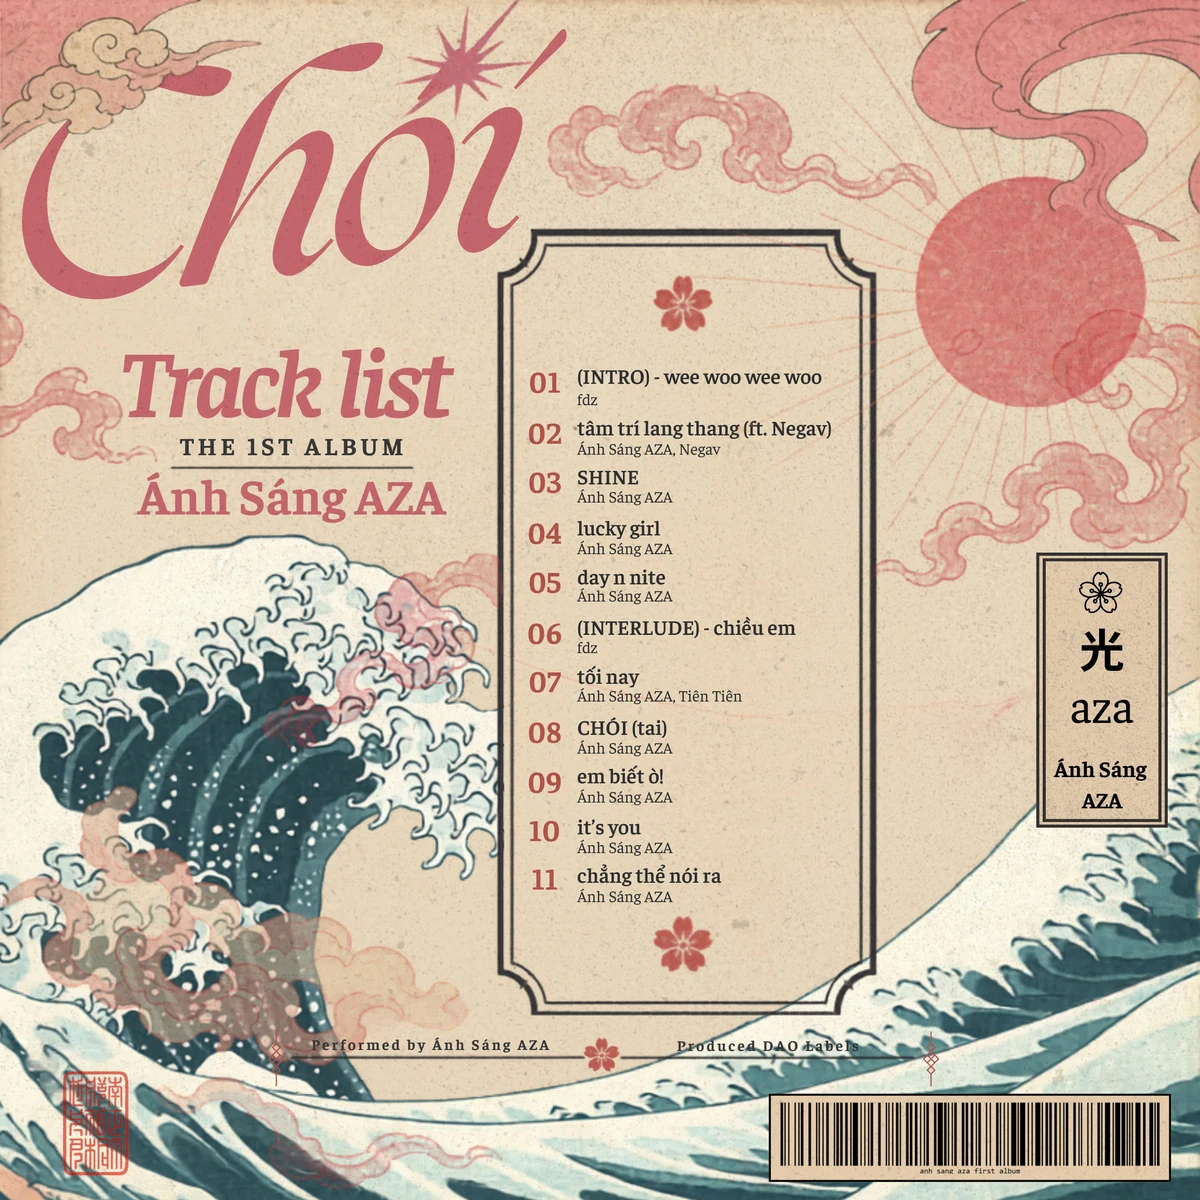 Chói
Track list
THE 1ST ALBUM
Ánh Sáng AZA
01 (INTRO) - wee woo wee woo
fdz
02 tâm trí lang thang (ft. Negav)
Ánh Sáng AZA, Negav
03 SHINE
Ánh Sáng AZA
04 lucky girl
Ánh Sáng AZA
05 day n nite
Ánh Sáng AZA
06 (INTERLUDE) - chiều em
fdz
07 tối nay
Ánh Sáng AZA, Tiên Tiên
08 CHÓI (tai)
Ánh Sáng AZA
09 em biết ò!
Ánh Sáng AZA
10 it's you
Ánh Sáng AZA
11 chẳng thể nói ra
Ánh Sáng AZA
光
aza
Ánh Sáng
AZA
Performed by Ánh Sáng AZA
Produced DAO Labels
anh sang aza first album